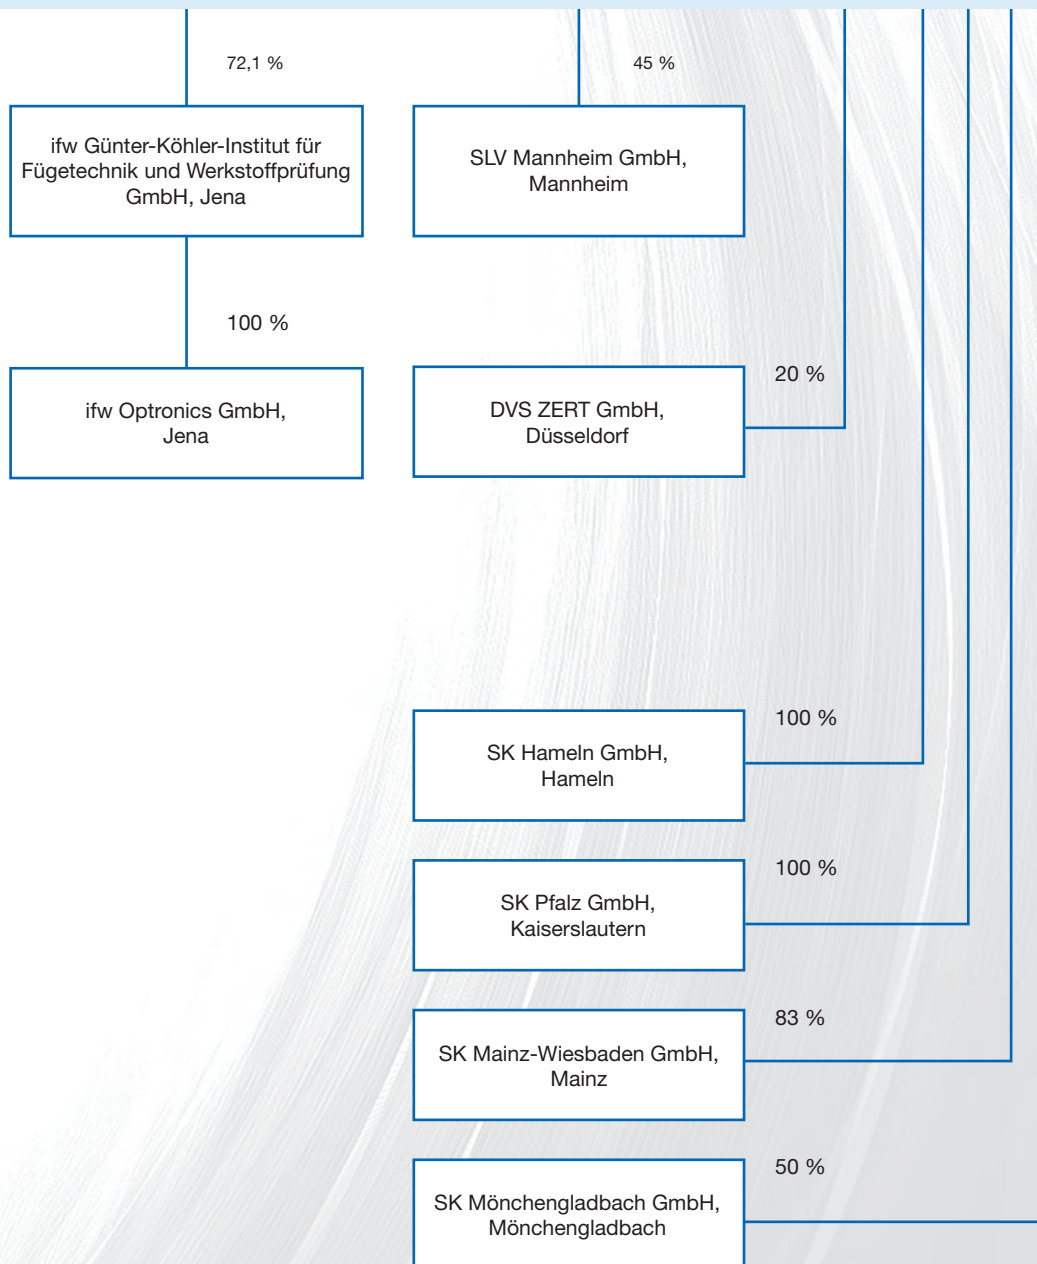 72,1 %
45 %
ifw Günter-Köhler-Institut für
Fügetechnik und Werkstoffprüfung
GmbH, Jena
SLV Mannheim GmbH,
Mannheim
100 %
20 %
ifw Optronics GmbH,
Jena
DVS ZERT GmbH,
Düsseldorf
100 %
SK Hameln GmbH,
Hameln
100 %
SK Pfalz GmbH,
Kaiserslautern
83 %
SK Mainz-Wiesbaden GmbH,
Mainz
50 %
SK Mönchengladbach GmbH,
Mönchengladbach